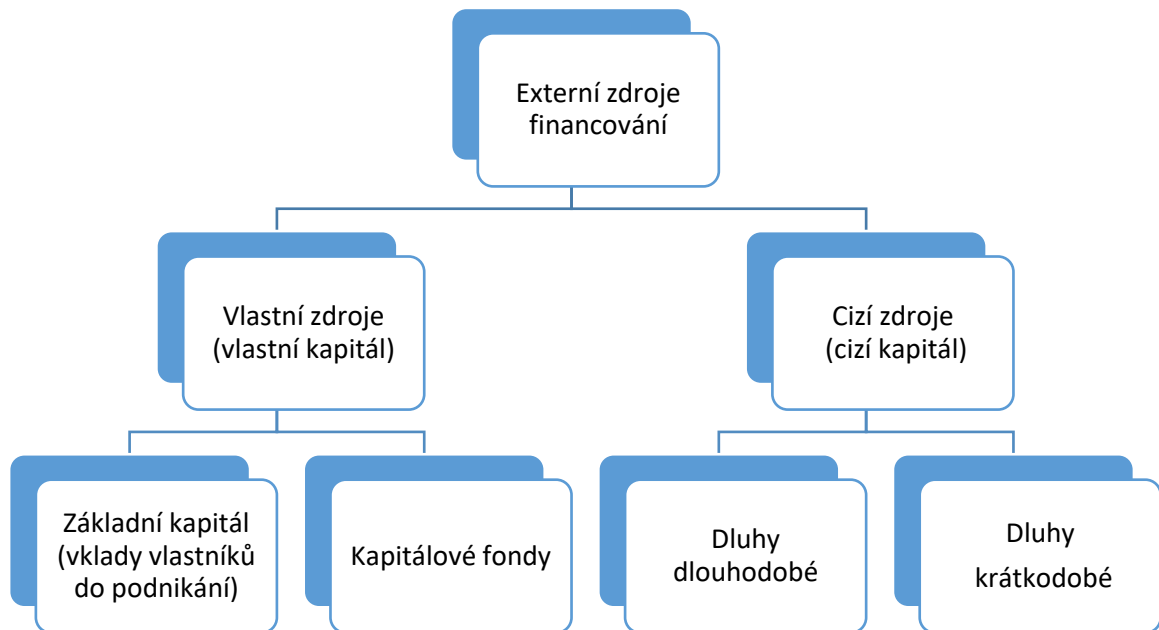 Externí zdroje
financování
Vlastní zdroje
(vlastní kapitál)
Cizí zdroje
(cizí kapitál)
Základní kapitál
(vklady vlastníků
do podnikání)
Kapitálové fondy
Dluhy
dlouhodobé
Dluhy
krátkodobé